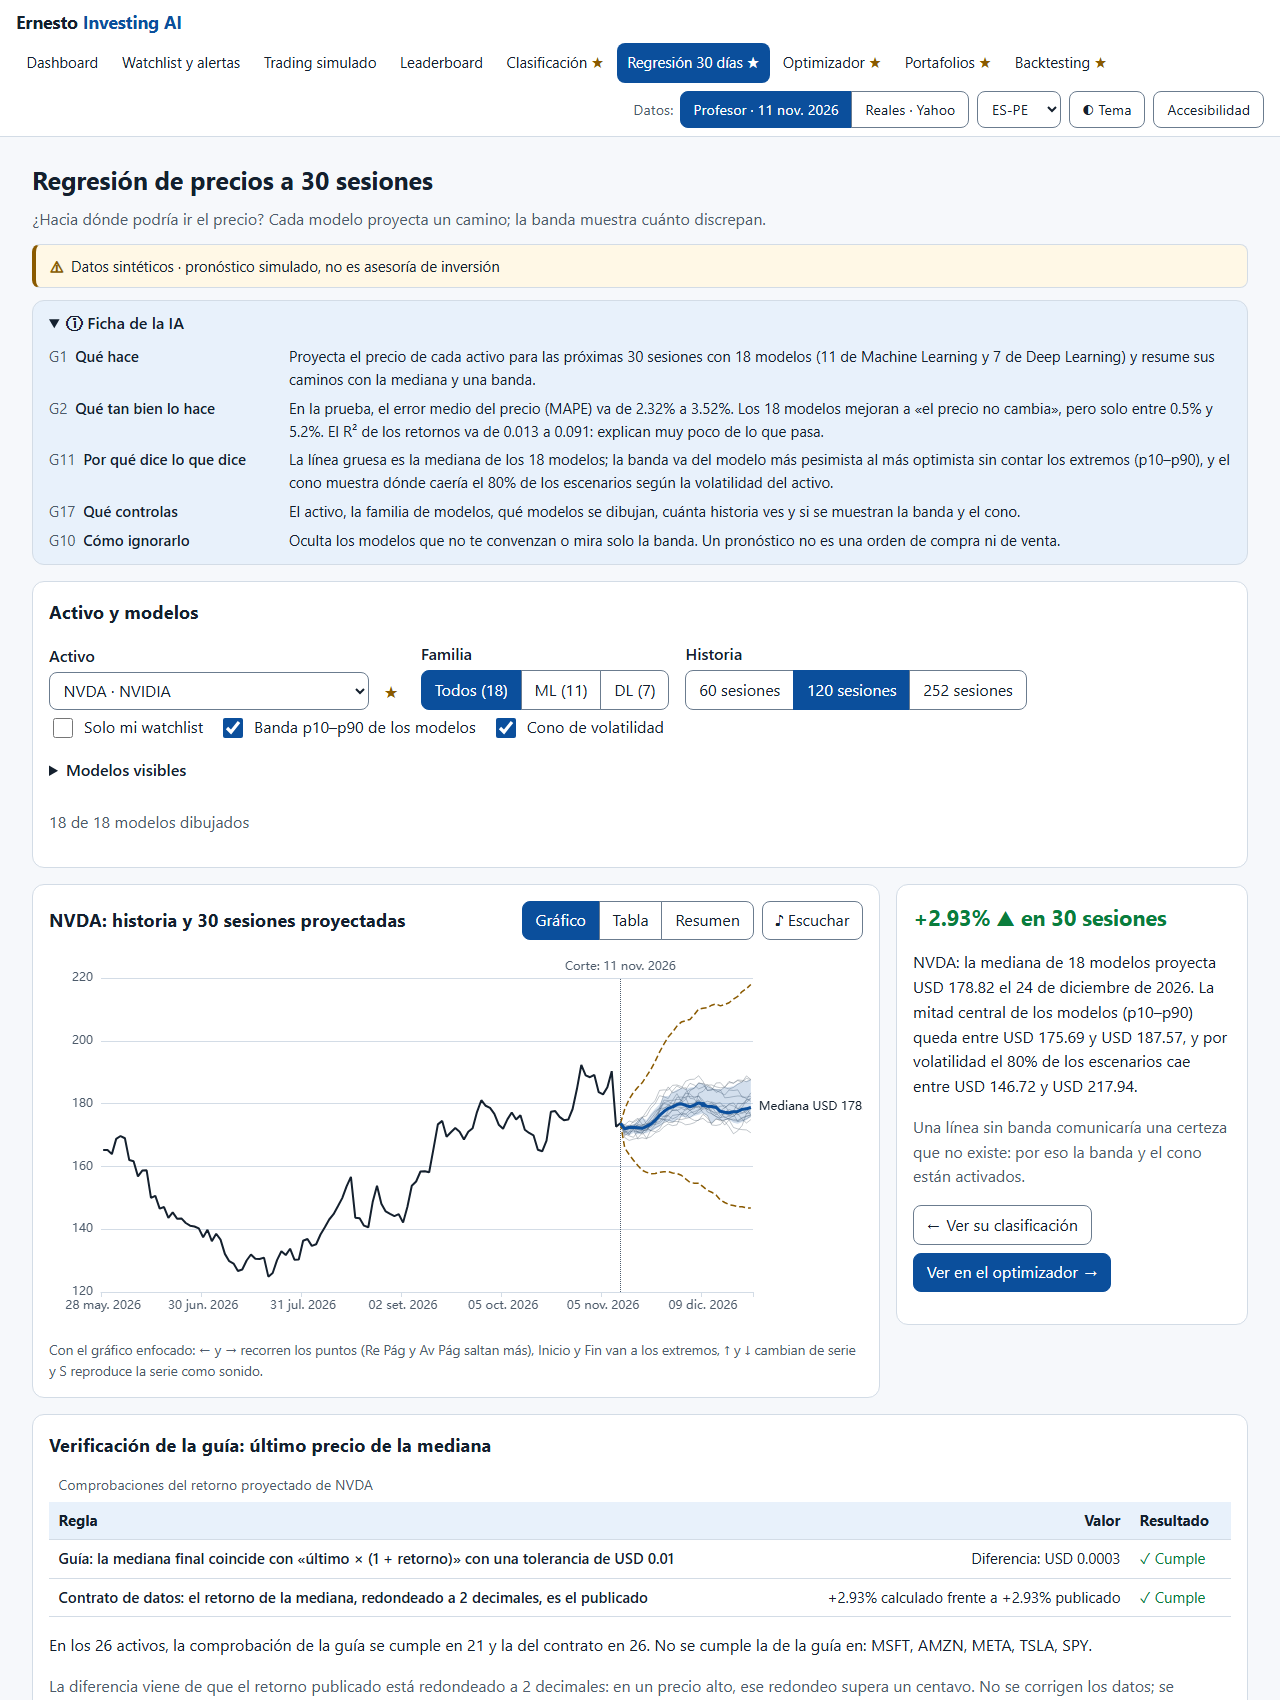 Ernesto Investing AI
Dashboard Watchlist y alertas Trading simulado Leaderboard Clasificación ★ Regresión 30 días ★ Optimizador ★ Portafolios ★ Backtesting ★
Datos: Profesor · 11 nov. 2026 Reales · Yahoo ES-PE ◐ Tema Accesibilidad
Regresión de precios a 30 sesiones
¿Hacia dónde podría ir el precio? Cada modelo proyecta un camino; la banda muestra cuánto discrepan.
⚠ Datos sintéticos · pronóstico simulado, no es asesoría de inversión
▼ ⓘ Ficha de la IA
G1 Qué hace Proyecta el precio de cada activo para las próximas 30 sesiones con 18 modelos (11 de Machine Learning y 7 de Deep Learning) y resume sus
caminos con la mediana y una banda.
G2 Qué tan bien lo hace En la prueba, el error medio del precio (MAPE) va de 2.32% a 3.52%. Los 18 modelos mejoran a «el precio no cambia», pero solo entre 0.5% y
5.2%. El R² de los retornos va de 0.013 a 0.091: explican muy poco de lo que pasa.
G11 Por qué dice lo que dice La línea gruesa es la mediana de los 18 modelos; la banda va del modelo más pesimista al más optimista sin contar los extremos (p10–p90), y el
cono muestra dónde caería el 80% de los escenarios según la volatilidad del activo.
G17 Qué controlas El activo, la familia de modelos, qué modelos se dibujan, cuánta historia ves y si se muestran la banda y el cono.
G10 Cómo ignorarlo Oculta los modelos que no te convenzan o mira solo la banda. Un pronóstico no es una orden de compra ni de venta.
Activo y modelos
Activo Familia Historia
NVDA · NVIDIA ★ Todos (18) ML (11) DL (7) 60 sesiones 120 sesiones 252 sesiones
Solo mi watchlist Banda p10–p90 de los modelos Cono de volatilidad
▶ Modelos visibles
18 de 18 modelos dibujados
NVDA: historia y 30 sesiones proyectadas Gráfico Tabla Resumen ♪ Escuchar
Corte: 11 nov. 2026
220
200
180
160
140
120
Mediana USD 178
28 may. 2026 30 jun. 2026 31 jul. 2026 02 set. 2026 05 oct. 2026 05 nov. 2026 09 dic. 2026
Con el gráfico enfocado: ← y → recorren los puntos (Re Pág y Av Pág saltan más), Inicio y Fin van a los extremos, ↑ y ↓ cambian de serie
y S reproduce la serie como sonido.
+2.93% ▲ en 30 sesiones
NVDA: la mediana de 18 modelos proyecta
USD 178.82 el 24 de diciembre de 2026. La
mitad central de los modelos (p10–p90)
queda entre USD 175.69 y USD 187.57, y por
volatilidad el 80% de los escenarios cae
entre USD 146.72 y USD 217.94.
Una línea sin banda comunicaría una certeza
que no existe: por eso la banda y el cono
están activados.
← Ver su clasificación
Ver en el optimizador →
Verificación de la guía: último precio de la mediana
Comprobaciones del retorno proyectado de NVDA
Regla Valor Resultado
Guía: la mediana final coincide con «último × (1 + retorno)» con una tolerancia de USD 0.01 Diferencia: USD 0.0003 ✓ Cumple
Contrato de datos: el retorno de la mediana, redondeado a 2 decimales, es el publicado +2.93% calculado frente a +2.93% publicado ✓ Cumple
En los 26 activos, la comprobación de la guía se cumple en 21 y la del contrato en 26. No se cumple la de la guía en: MSFT, AMZN, META, TSLA, SPY.
La diferencia viene de que el retorno publicado está redondeado a 2 decimales: en un precio alto, ese redondeo supera un centavo. No se corrigen los datos; se